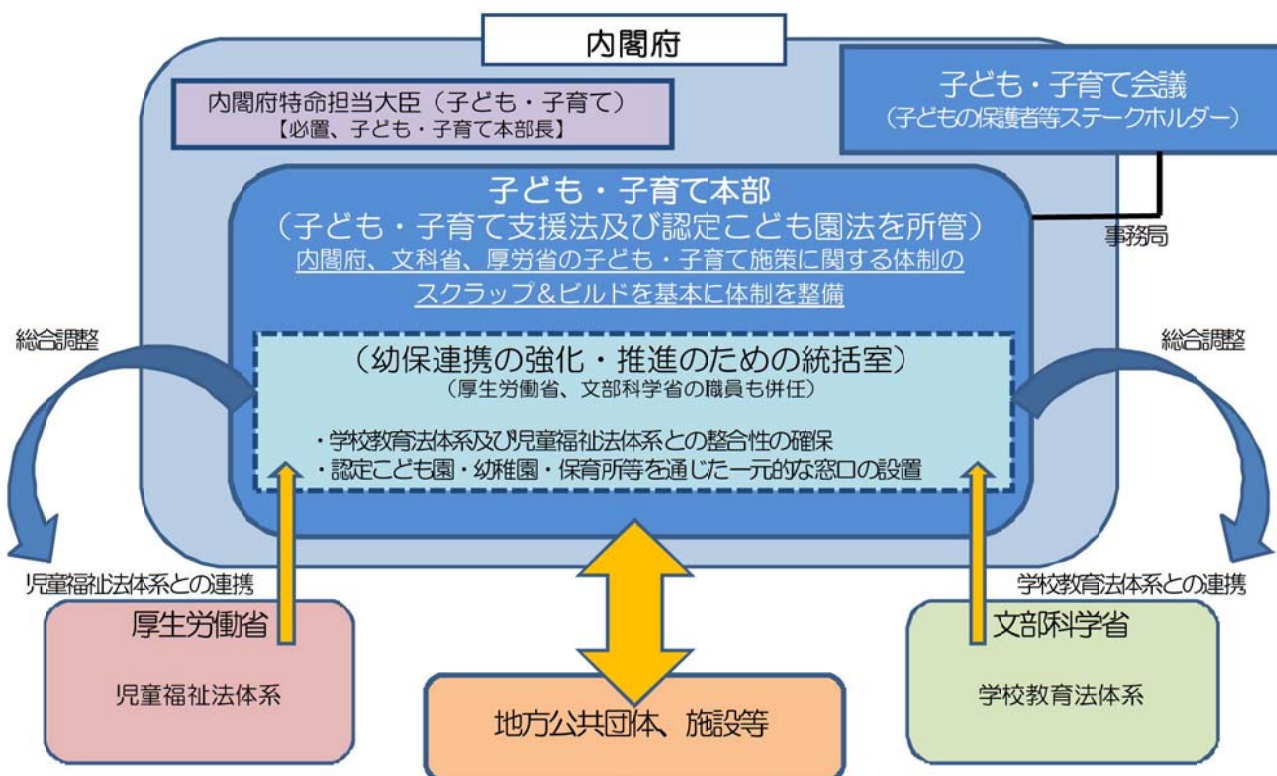 内閣府
内閣府特命担当大臣（子ども・子育て）
【必置、子ども・子育て本部長】
子ども・子育て会議
（子どもの保護者等ステークホルダー）
子ども・子育て本部
（子ども・子育て支援法及び認定こども園法を所管）
内閣府、文科省、厚労省の子ども・子育て施策に関する体制の
スクラップ＆ビルドを基本に体制を整備
事務局
総合調整
総合調整
（幼保連携の強化・推進のための統括室）
（厚生労働省、文部科学省の職員も併任）
・学校教育法体系及び児童福祉法体系との整合性の確保
・認定こども園・幼稚園・保育所等を通じた一元的な窓口の設置
児童福祉法体系との連携
学校教育法体系との連携
厚生労働省
児童福祉法体系
文部科学省
学校教育法体系
地方公共団体、施設等